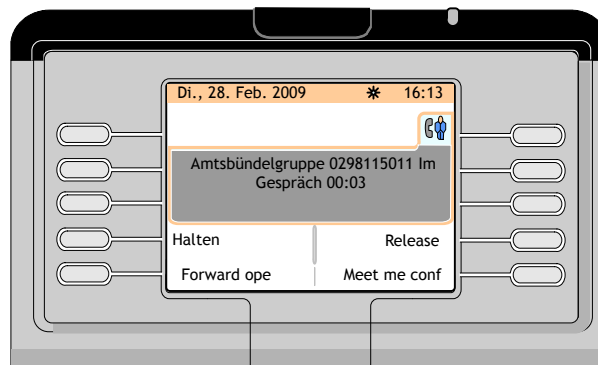 Di., 28. Feb. 2009 16:13
Amtsbündelgruppe 0298115011 Im
Gespräch 00:03
Halten Release
Forward ope Meet me conf